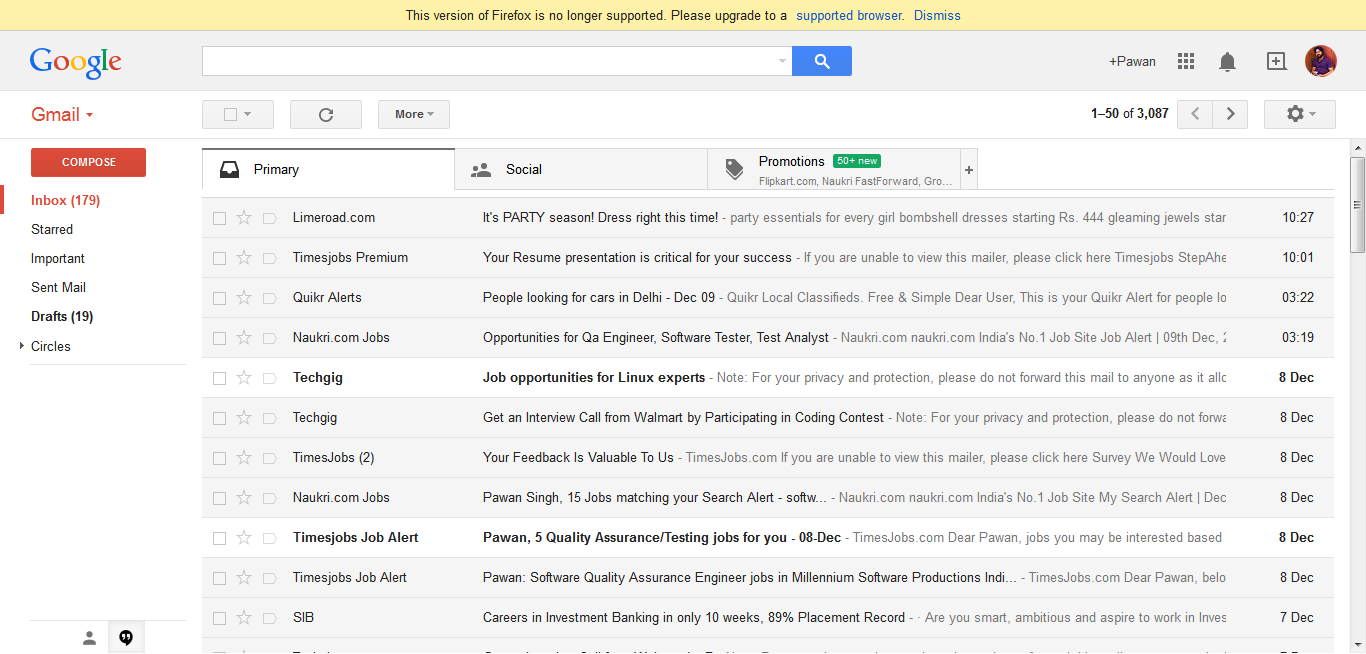 This version of Firefox is no longer supported. Please upgrade to a supported browser. Dismiss
Google
+Pawan
Gmail
More
1–50 of 3,087
COMPOSE
Inbox (179)
Starred
Important
Sent Mail
Drafts (19)
Circles
Primary
Social
Promotions 50+ new
Flipkart.com, Naukri FastForward, Gro...
+
Limeroad.com It's PARTY season! Dress right this time! - party essentials for every girl bombshell dresses starting Rs. 444 gleaming jewels star 10:27
Timesjobs Premium Your Resume presentation is critical for your success - If you are unable to view this mailer, please click here Timesjobs StepAhe 10:01
Quikr Alerts People looking for cars in Delhi - Dec 09 - Quikr Local Classifieds. Free & Simple Dear User, This is your Quikr Alert for people lo 03:22
Naukri.com Jobs Opportunities for Qa Engineer, Software Tester, Test Analyst - Naukri.com naukri.com India's No.1 Job Site Job Alert | 09th Dec, 2 03:19
Techgig Job opportunities for Linux experts - Note: For your privacy and protection, please do not forward this mail to anyone as it allo 8 Dec
Techgig Get an Interview Call from Walmart by Participating in Coding Contest - Note: For your privacy and protection, please do not forwa 8 Dec
TimesJobs (2) Your Feedback Is Valuable To Us - TimesJobs.com If you are unable to view this mailer, please click here Survey We Would Love 8 Dec
Naukri.com Jobs Pawan Singh, 15 Jobs matching your Search Alert - softw... - Naukri.com naukri.com India's No.1 Job Site My Search Alert | Dec 8 Dec
Timesjobs Job Alert Pawan, 5 Quality Assurance/Testing jobs for you - 08-Dec - TimesJobs.com Dear Pawan, jobs you may be interested based 8 Dec
Timesjobs Job Alert Pawan: Software Quality Assurance Engineer jobs in Millennium Software Productions Indi... - TimesJobs.com Dear Pawan, belo 8 Dec
SIB Careers in Investment Banking in only 10 weeks, 89% Placement Record - · Are you smart, ambitious and aspire to work in Inves 7 Dec